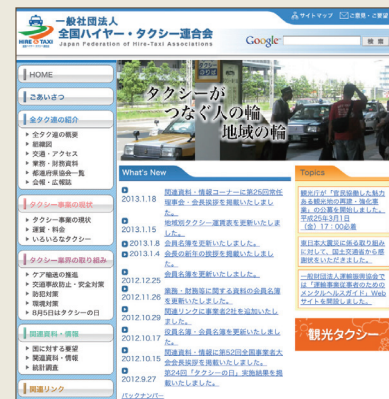 一般社団法人
全国ハイヤー・タクシー連合会
Japan Federation of Hire-Taxi Associations
HIRE TAXI
サイトマップ
ご意見・ご要望
Google
検索
HOME
ごあいさつ
全タク連の紹介
全タク連の概要
組織図
交通・アクセス
業務・財務資料
都道府県協会一覧
会報・広報誌
タクシー事業の現状
タクシー事業の現状
運賃・料金
いろいろなタクシー
タクシー業界の取り組み
ケア輸送の推進
交通事故防止・安全対策
防犯対策
環境対策
8月5日はタクシーの日
関連資料・情報
国に対する要望
関連資料・情報
統計調査
関連リンク
タクシーが
つなぐ人の輪
地域の輪
What's New
2013.1.18 関連資料・情報コーナーに第25回常任
理事会・会長挨拶を掲載いたしまし
た。
2013.1.15 地域別タクシー運賃表を更新いたしま
した。
2013.1.8 会員名簿を更新いたしました。
2013.1.4 会長の新年の挨拶を掲載いたしまし
た。
2012.12.25 会員名簿を更新いたしました。
2012.11.26 業務・財務等に関する資料の会員名簿
を更新いたしました。
2012.10.29 関連リンクに事業者2社を追加いたし
ました。
2012.10.17 役員名簿・会員名簿を更新いたしまし
た。
2012.10.15 関連資料・情報に第52回全国事業者大
会会長挨拶を掲載いたしました。
2012.9.27 第24回「タクシーの日」実施結果を掲
載いたしました。
バックナンバー
Topics
観光庁が「官民協働した魅力
ある観光地の再建・強化事
業」の公募を開始しました。
平成25年3月1日
(金)17:00必着
東日本大震災に係る取り組み
に対して、国土交通省から感
謝状をいただきました。
一般財団法人運輸振興協会で
は「運輸事業従事者のための
メンタルヘルスガイド」Web
サイトを開設しました。
観光タクシー